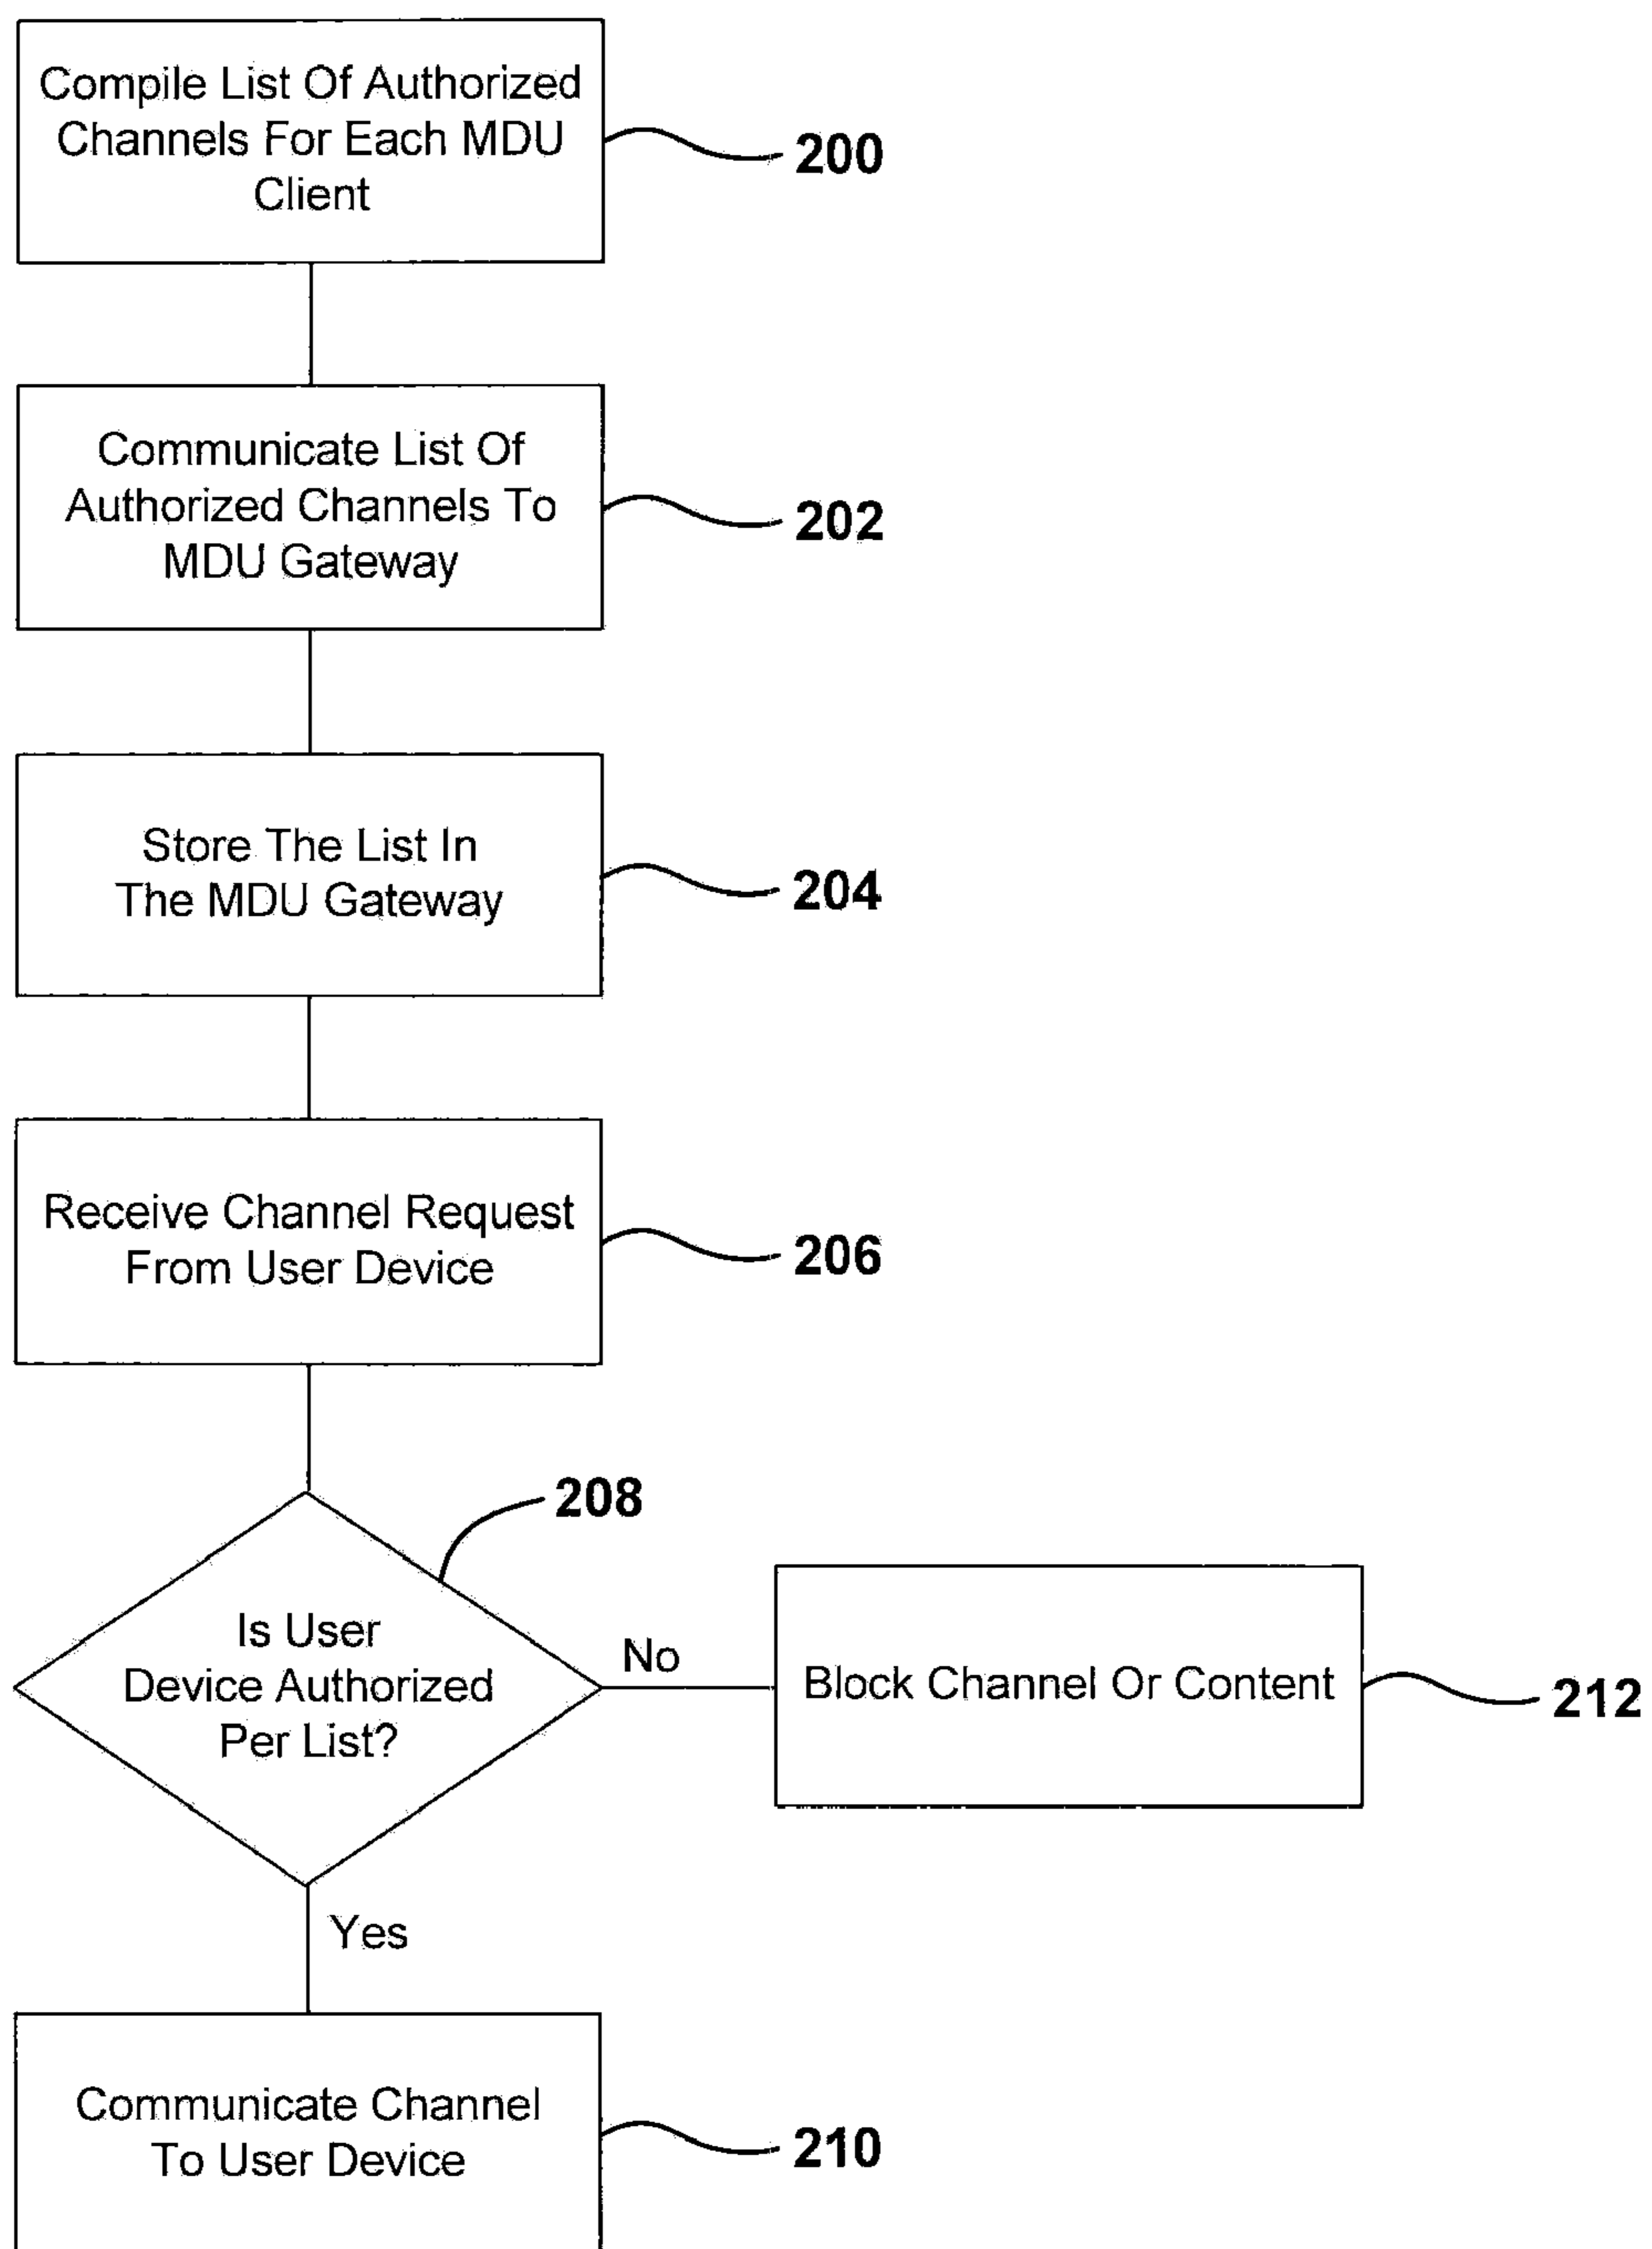 Compile List Of Authorized
Channels For Each MDU
Client
200
Communicate List Of
Authorized Channels To
MDU Gateway
202
Store The List In
The MDU Gateway
204
Receive Channel Request
From User Device
206
208
Is User
Device Authorized
Per List?
No
Block Channel Or Content
212
Yes
Communicate Channel
To User Device
210